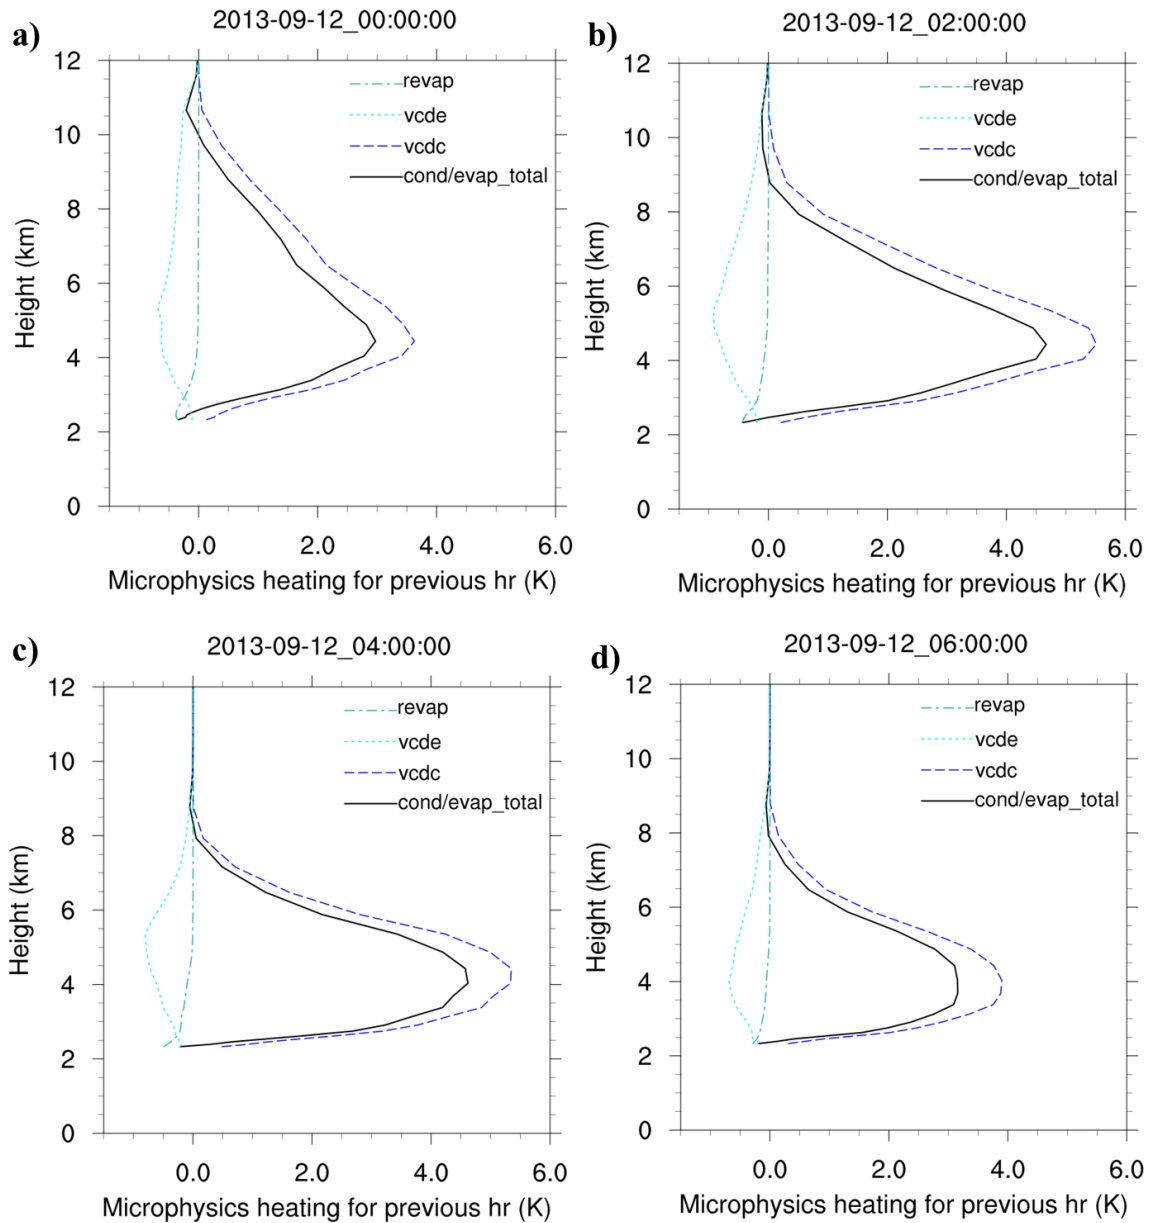 a)
2013-09-12_00:00:00
12
10
8
6
4
2
0
Height (km)
revap
vcde
vcdc
cond/evap_total
0.0 2.0 4.0 6.0
Microphysics heating for previous hr (K)
b)
2013-09-12_02:00:00
12
10
8
6
4
2
0
Height (km)
revap
vcde
vcdc
cond/evap_total
0.0 2.0 4.0 6.0
Microphysics heating for previous hr (K)
c)
2013-09-12_04:00:00
12
10
8
6
4
2
0
Height (km)
revap
vcde
vcdc
cond/evap_total
0.0 2.0 4.0 6.0
Microphysics heating for previous hr (K)
d)
2013-09-12_06:00:00
12
10
8
6
4
2
0
Height (km)
revap
vcde
vcdc
cond/evap_total
0.0 2.0 4.0 6.0
Microphysics heating for previous hr (K)